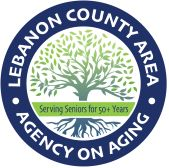 LEBANON COUNTY AREA
Serving Seniors for 50+ Years
• AGENCY ON AGING •